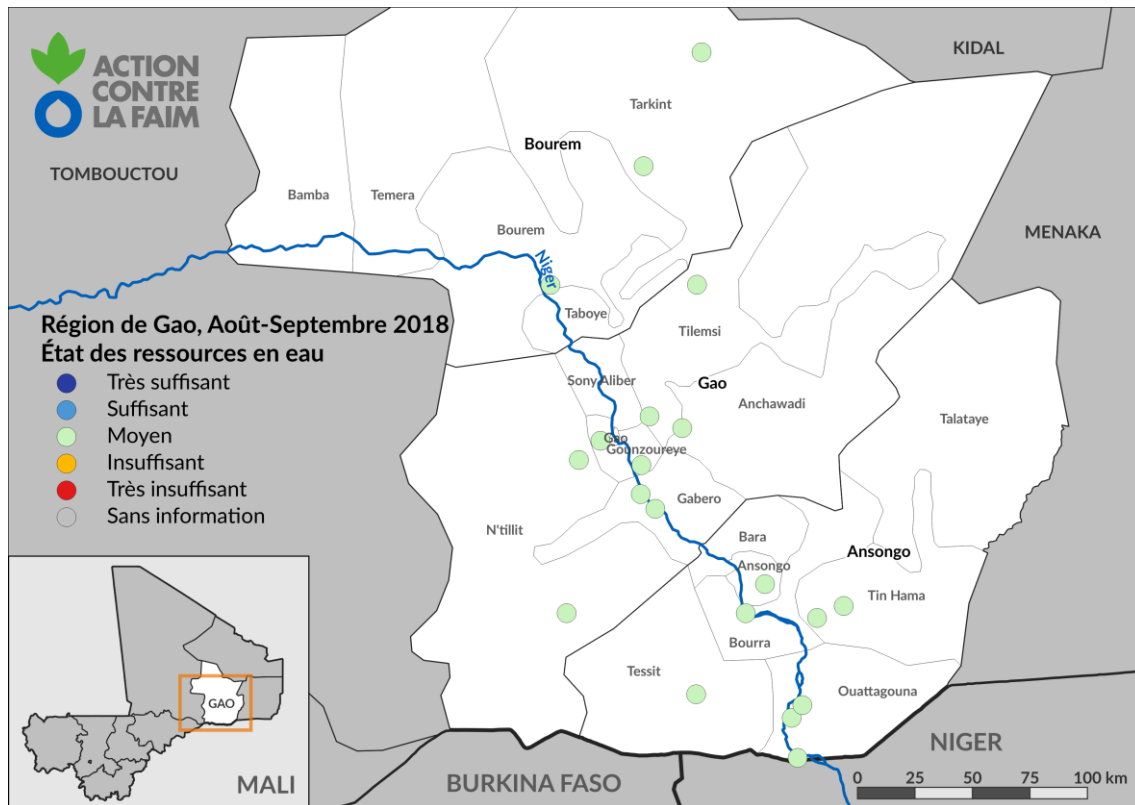 ACTION
CONTRE
LA FAIM
KIDAL
TOMBOUCTOU
MENAKA
Tarkint
Bourem
Bamba
Temera
Bourem
Niger
Taboye
Tilemsi
Région de Gao, Août-Septembre 2018
État des ressources en eau
Très suffisant
Suffisant
Moyen
Insuffisant
Très insuffisant
Sans information
Sony Aliber
Gao
Anchawadi
Talataye
Gao
Gounzoureye
Gabero
N'tillit
Bara
Ansongo
Ansongo
Tin Hama
Bourra
Tessit
Ouattagouna
GAO
MALI
BURKINA FASO
NIGER
0 25 50 75 100 km